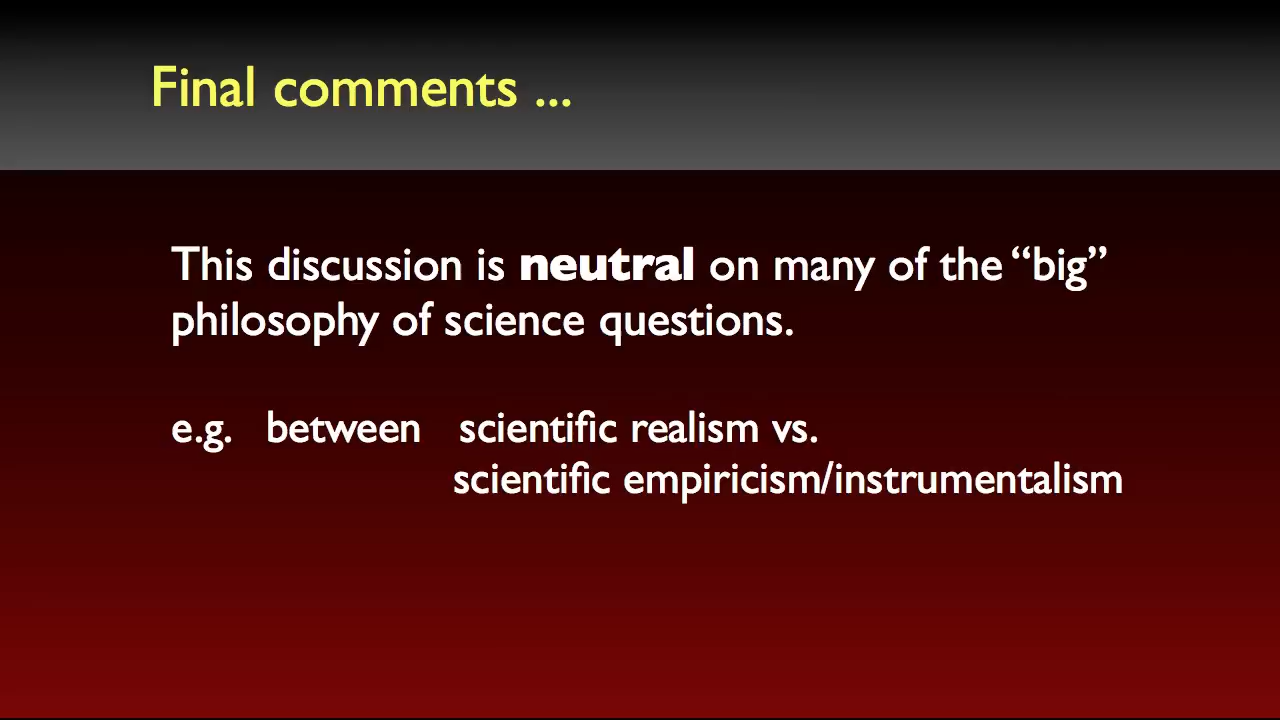 Final comments ...
This discussion is neutral on many of the “big”
philosophy of science questions.
e.g. between scientific realism vs.
scientific empiricism/instrumentalism